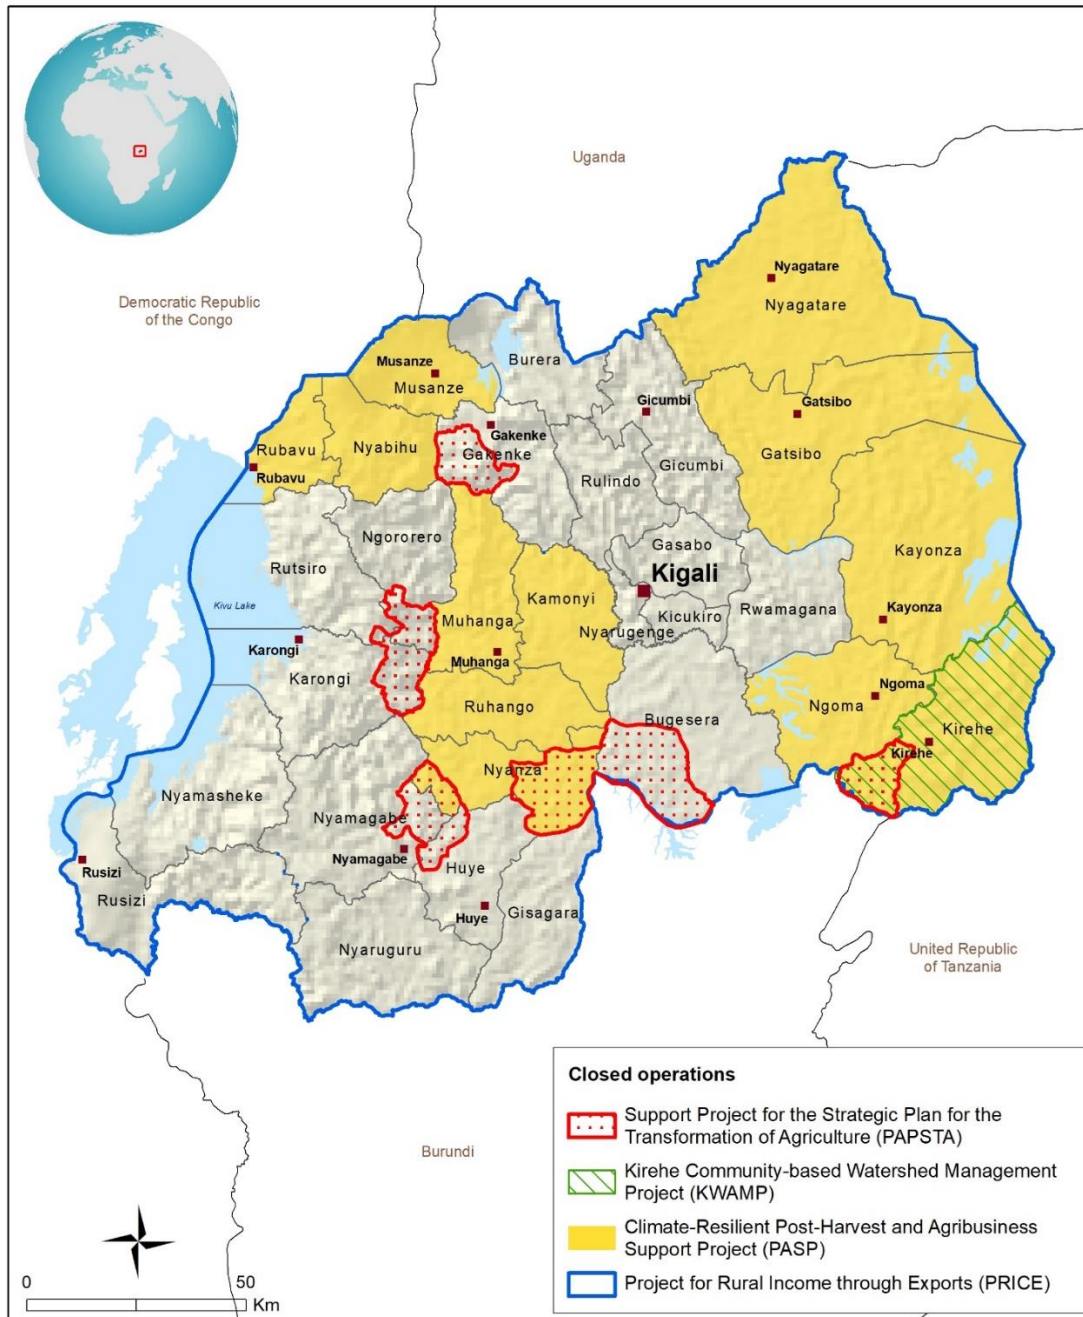 Uganda
Democratic Republic
of the Congo
Nyagatare
Nyagatare
Musanze
Musanze
Burera
Gicumbi
Gatsibo
Gakenke
Gakenke
Rubavu
Nyabihu
Rubavu
Rulindo
Gicumbi
Gatsibo
Ngororero
Gasabo
Kayonza
Rutsiro
Kigali
Kamonyi
Rwamagana
Kivu Lake
Kicukiro
Kayonza
Muhanga
Nyarugenge
Karongi
Muhanga
Karongi
Ngoma
Ruhango
Ngoma
Bugesera
Kirehe
Kirehe
Nyanza
Nyamasheke
Nyamagabe
Nyamagabe
Huye
Rusizi
Rusizi
Huye
Gisagara
Nyaruguru
United Republic
of Tanzania
Burundi
Closed operations
Support Project for the Strategic Plan for the
Transformation of Agriculture (PAPSTA)
Kirehe Community-based Watershed Management
Project (KWAMP)
Climate-Resilient Post-Harvest and Agribusiness
Support Project (PASP)
Project for Rural Income through Exports (PRICE)
0 50
Km